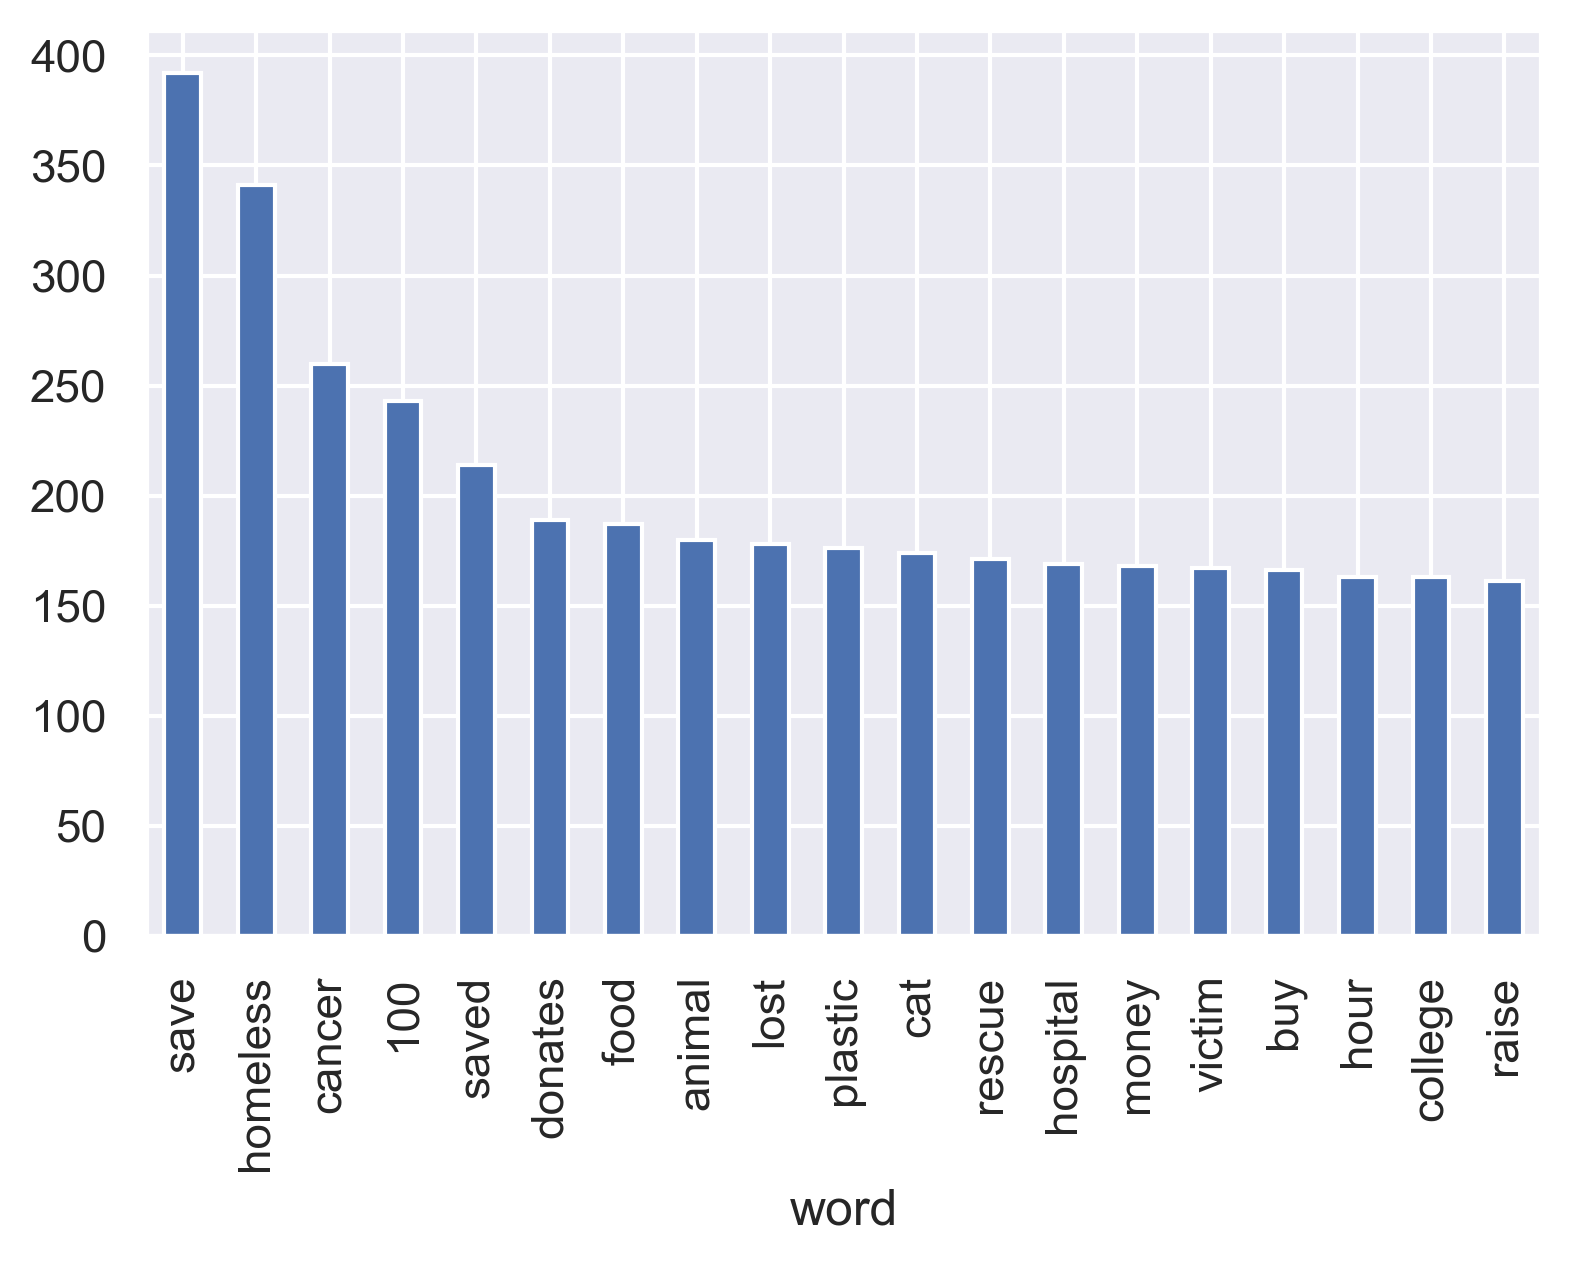 400
350
300
250
200
150
100
50
0
save
homeless
cancer
100
saved
donates
food
animal
lost
plastic
cat
rescue
hospital
money
victim
buy
hour
college
raise
word